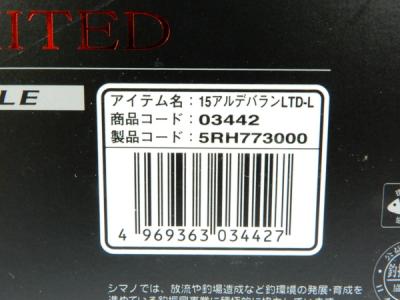 ITED
LE
アイテム名：15アルデバランLTD-L
商品コード：03442
製品コード：5RH773000
4 969363 034427
シマノでは、放流や釣場造成など釣環境の発展・育成を